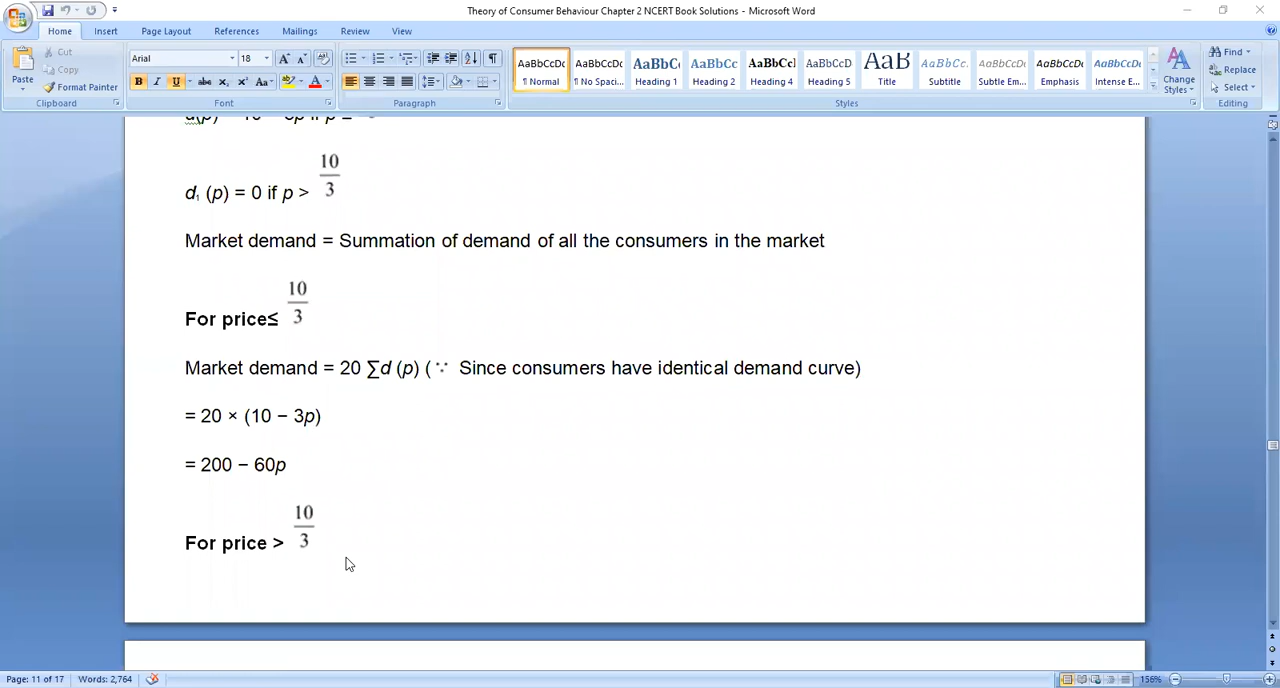 Theory of Consumer Behaviour Chapter 2 NCERT Book Solutions - Microsoft Word
Home Insert Page Layout References Mailings Review View
Paste
Cut
Copy
Format Painter
Clipboard
Arial 18
B I U abc x₂ x² Aa
Font
Paragraph
AaBbCcDc AaBbCcDc AaBbC AaBbCc AaBbCcI AaBbCcD AaB AaBbCc. AaBbCcDc AaBbCcDc AaBbCcDc
¶ Normal ¶ No Spaci... Heading 1 Heading 2 Heading 4 Heading 5 Title Subtitle Subtle Em... Emphasis Intense E...
Styles
Change Styles
Find
Replace
Select
Editing
d₁ (p) = 0 if p > 10/3
Market demand = Summation of demand of all the consumers in the market
For price≤ 10/3
Market demand = 20 ∑d (p) (∵ Since consumers have identical demand curve)
= 20 × (10 − 3p)
= 200 − 60p
For price > 10/3
Page: 11 of 17 Words: 2,764 156%